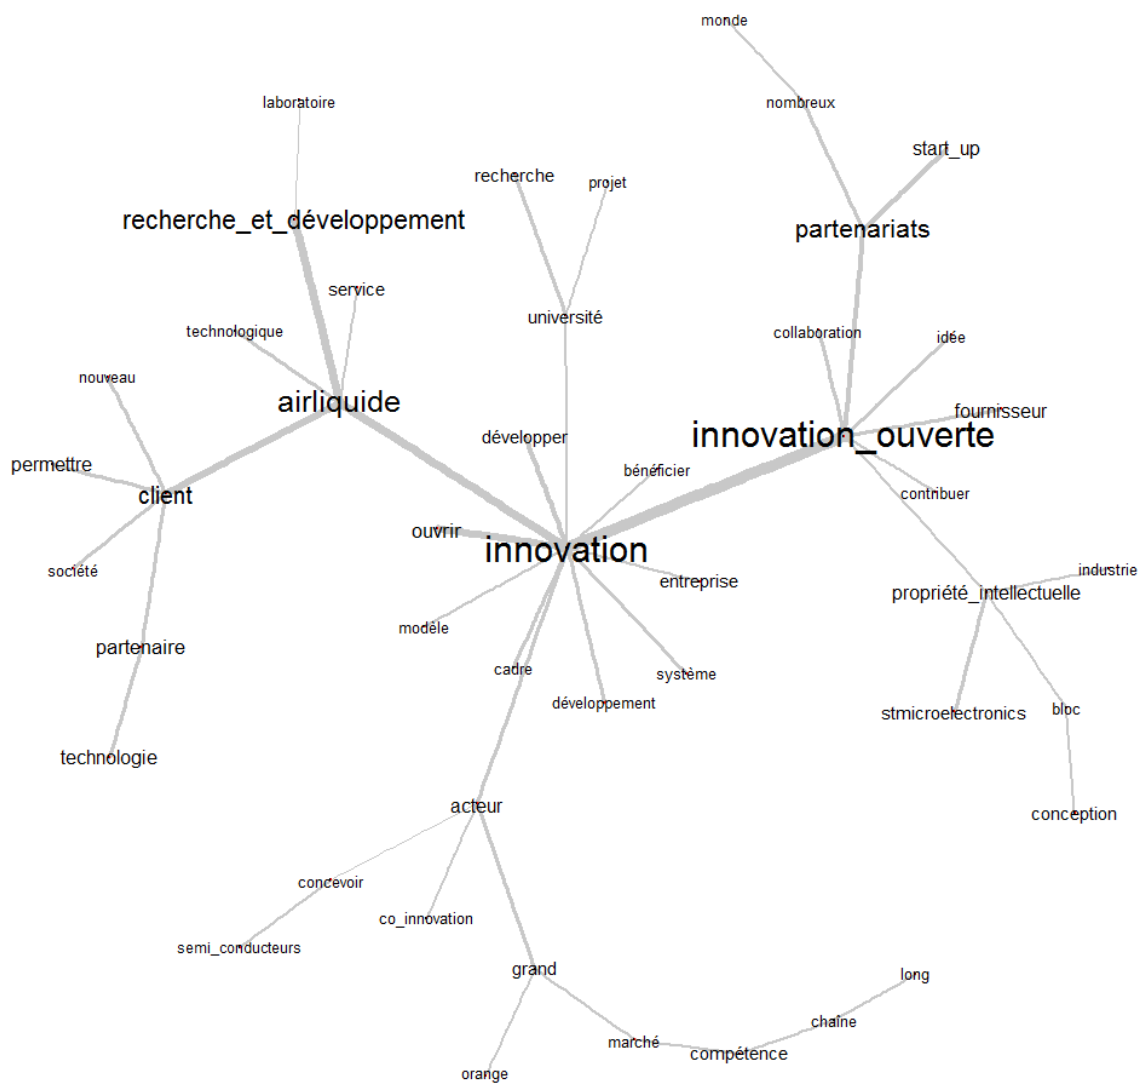 monde
laboratoire
nombreux
start_up
recherche
projet
recherche_et_développement
partenariats
service
université
technologique
collaboration
idée
nouveau
airliquide
fournisseur
développer
innovation_ouverte
permettre
bénéficier
client
contribuer
ouvrir
innovation
société
entreprise
industrie
propriété_intellectuelle
modèle
partenaire
cadre
système
développement
stmicroelectronics
bloc
technologie
acteur
conception
concevoir
co_innovation
semi_conducteurs
grand
long
chaîne
marché
compétence
orange